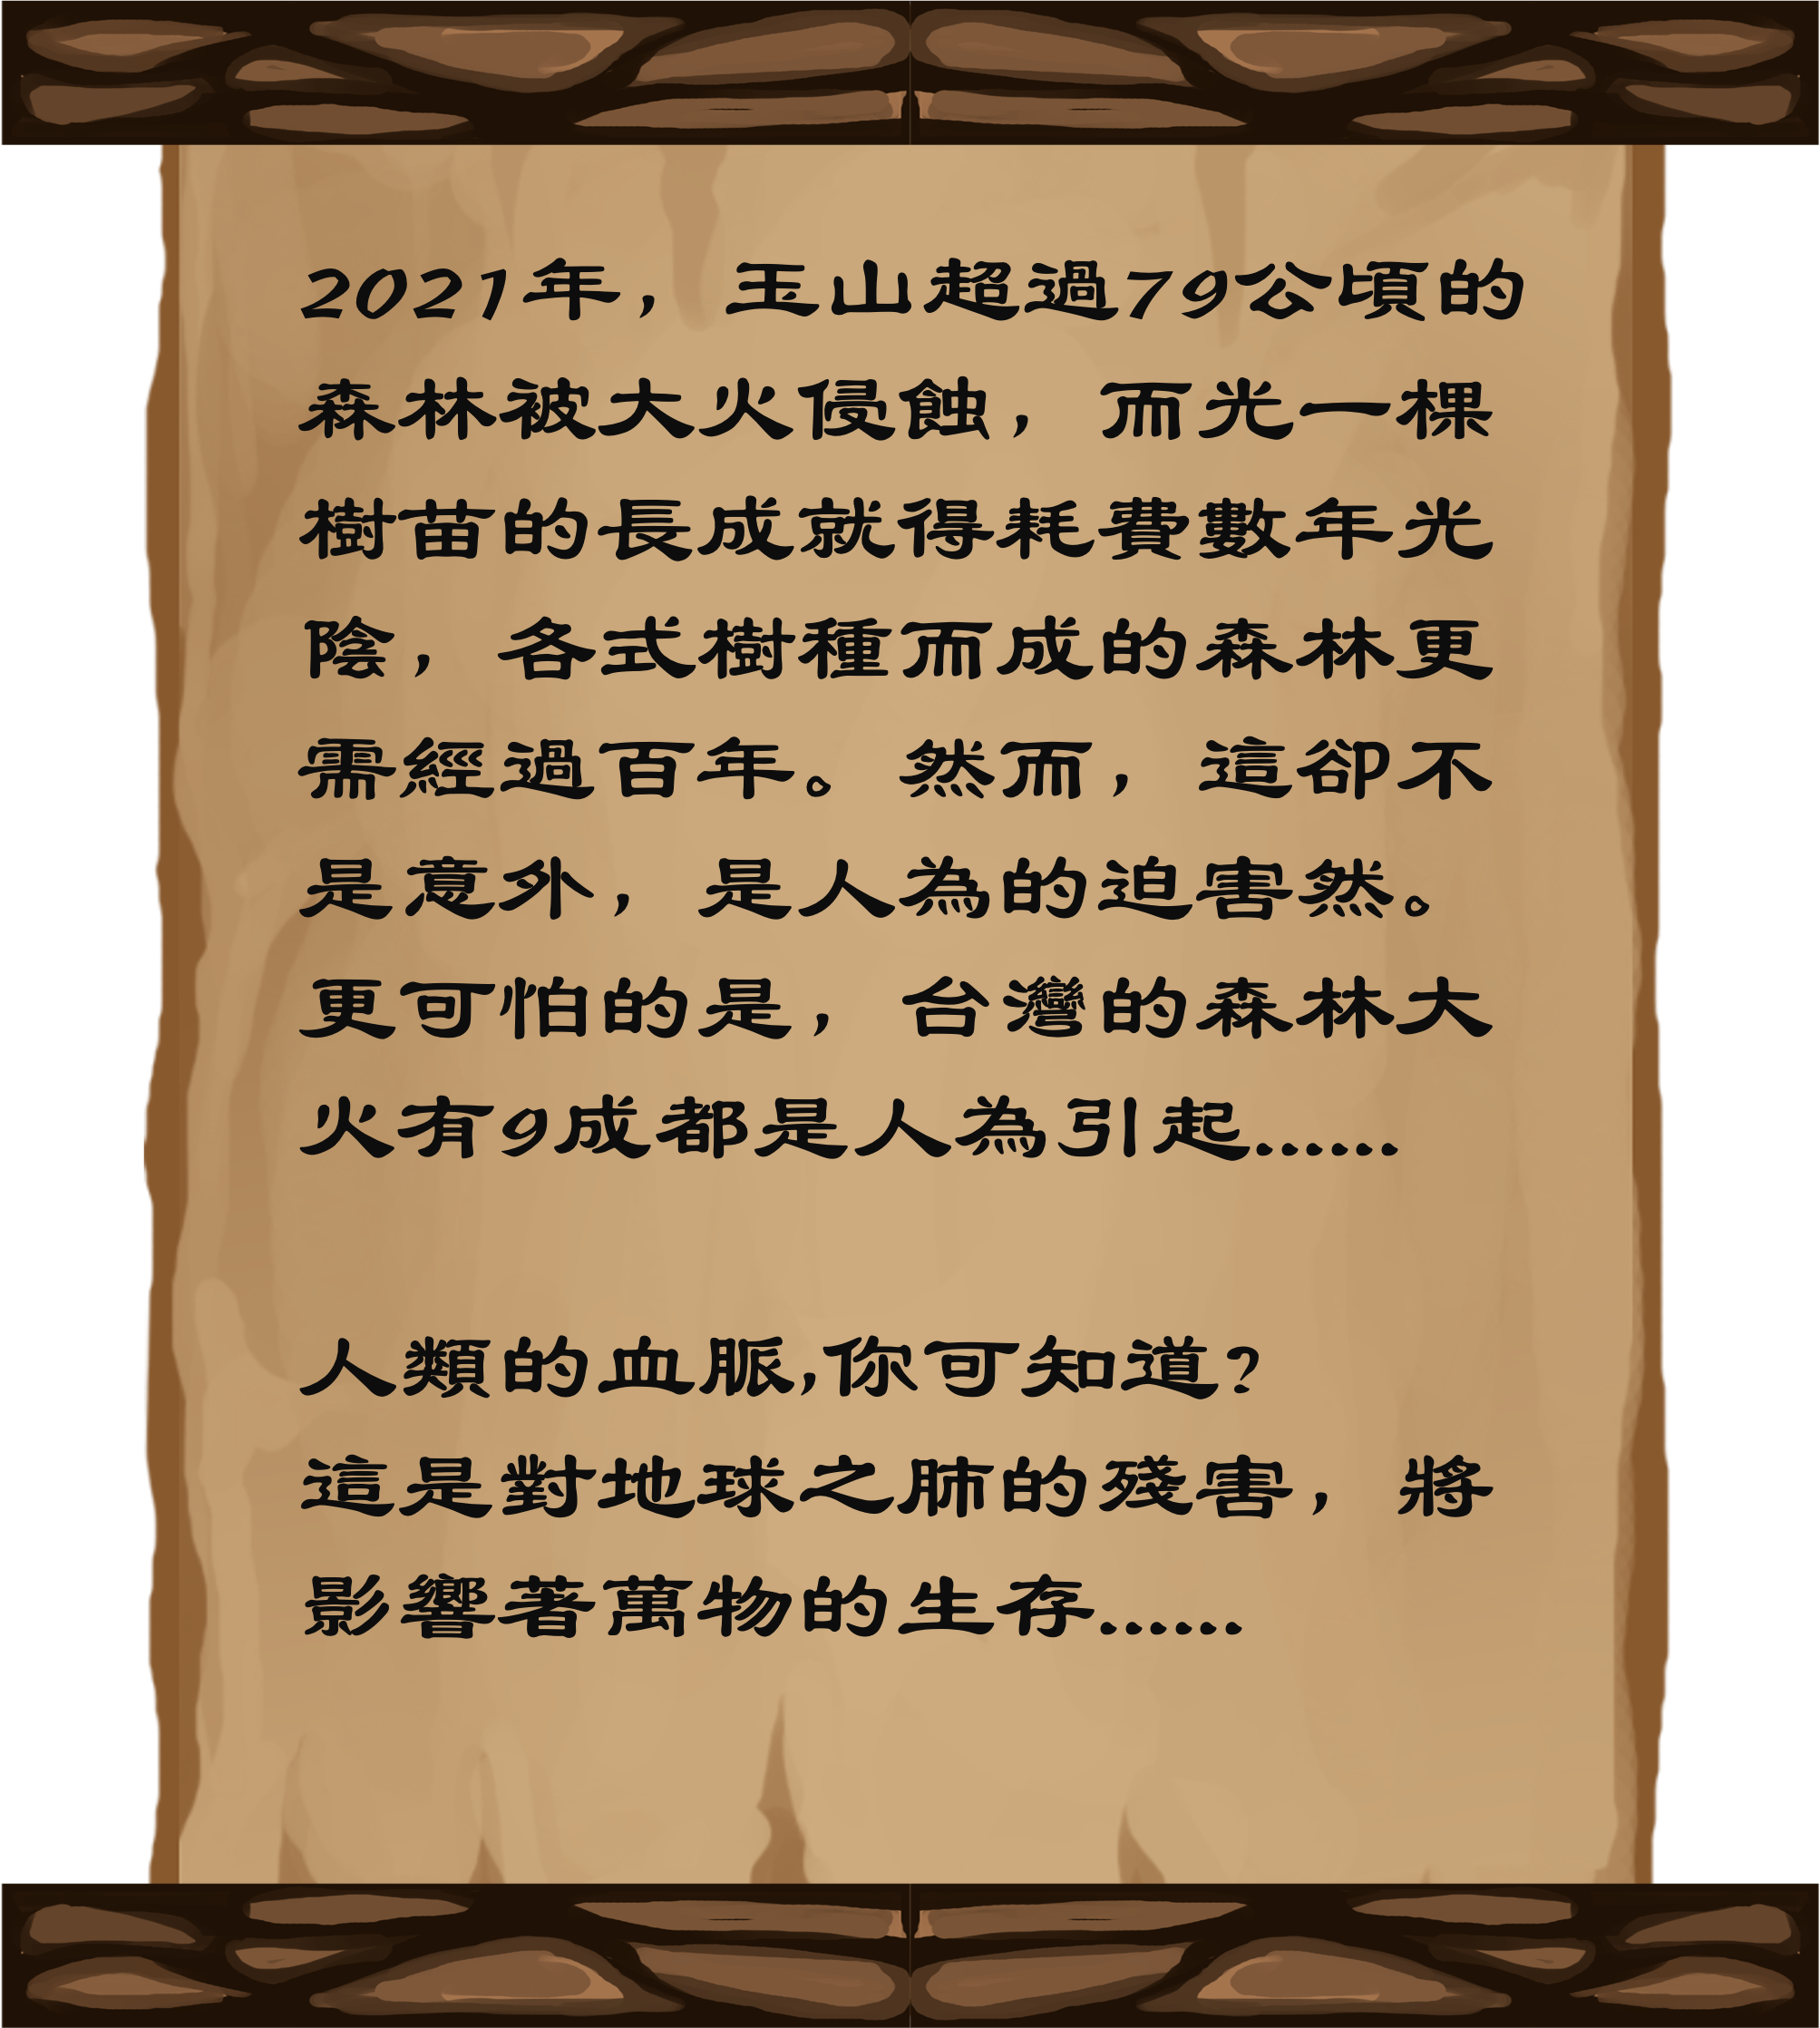 2021年，玉山超過79公頃的
森林被大火侵蝕，而光一棵
樹苗的長成就得耗費數年光
陰，各式樹種而成的森林更
需經過百年。然而，這卻不
是意外，是人為的迫害然。
更可怕的是，台灣的森林大
火有9成都是人為引起......
人類的血脈,你可知道?
這是對地球之肺的殘害，將
影響著萬物的生存......